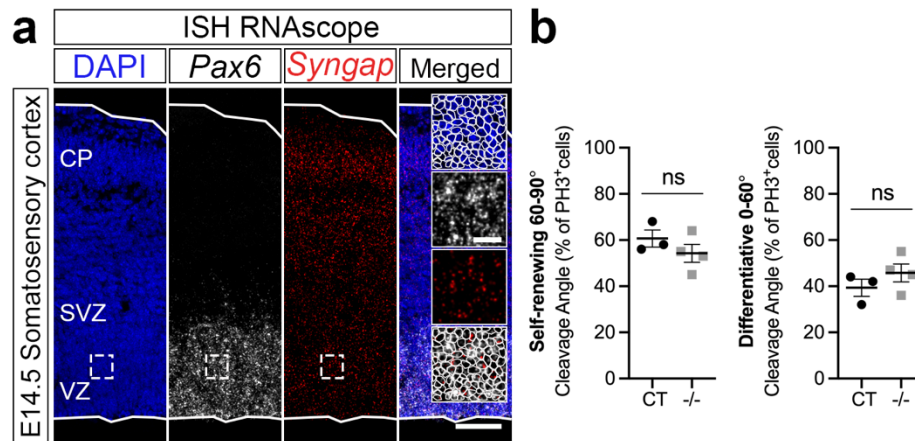 a
ISH RNAscope
DAPI
Pax6
Syngap
Merged
E14.5 Somatosensory cortex
CP
SVZ
VZ
b
Self-renewing 60-90°
Cleavage Angle (% of PH3⁺cells)
100
80
60
40
20
0
ns
CT
-/-
Differentiative 0-60°
Cleavage Angle (% of PH3⁺cells)
100
80
60
40
20
0
ns
CT
-/-